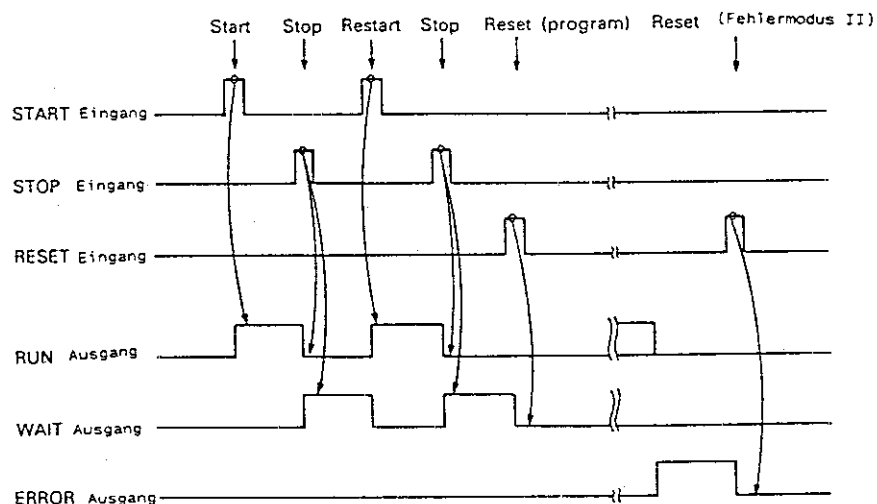 Start Stop Restart Stop Reset (program) Reset (Fehlermodus II)
START Eingang
STOP Eingang
RESET Eingang
RUN Ausgang
WAIT Ausgang
ERROR Ausgang